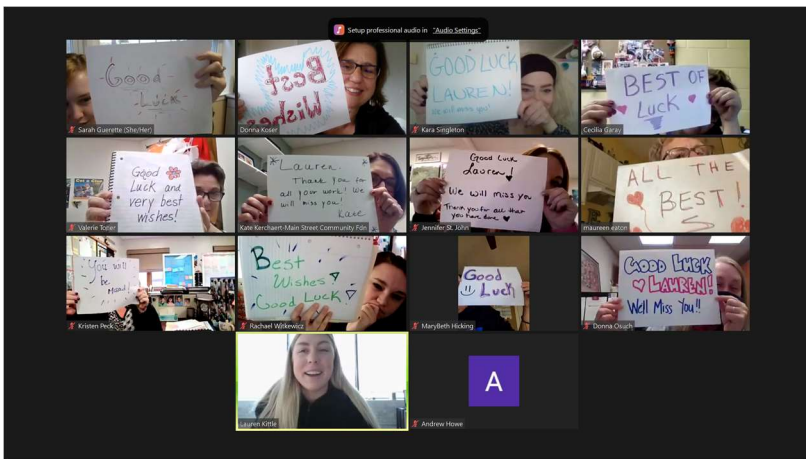 Setup professional audio in "Audio Settings"
Good
Luck
Sarah Guerette (She/Her)
Best
Wishes
Donna Koser
GOOD LUCK
LAUREN!
We will miss you!
Kara Singleton
BEST OF
Luck
Cecilia Garay
Good
Luck and
very best
wishes!
Valerie Toner
Lauren.
Thank you for
all your work! We
will miss you!
Kate
Kate Kerchaert-Main Street Community Fdn
Good Luck
Lauren
We will miss you
Thank you for all that
you have done
Jennifer St. John
ALL THE
BEST!
maureen eaton
You will
be
missed!
Kristen Peck
Best
Wishes!
Good Luck!
Rachael Witkewicz
Good
Luck
MaryBeth Hicking
GOOD LUCK
LAUREN!
Well Miss You!!
Donna Osuch
Lauren Kittle
A
Andrew Howe